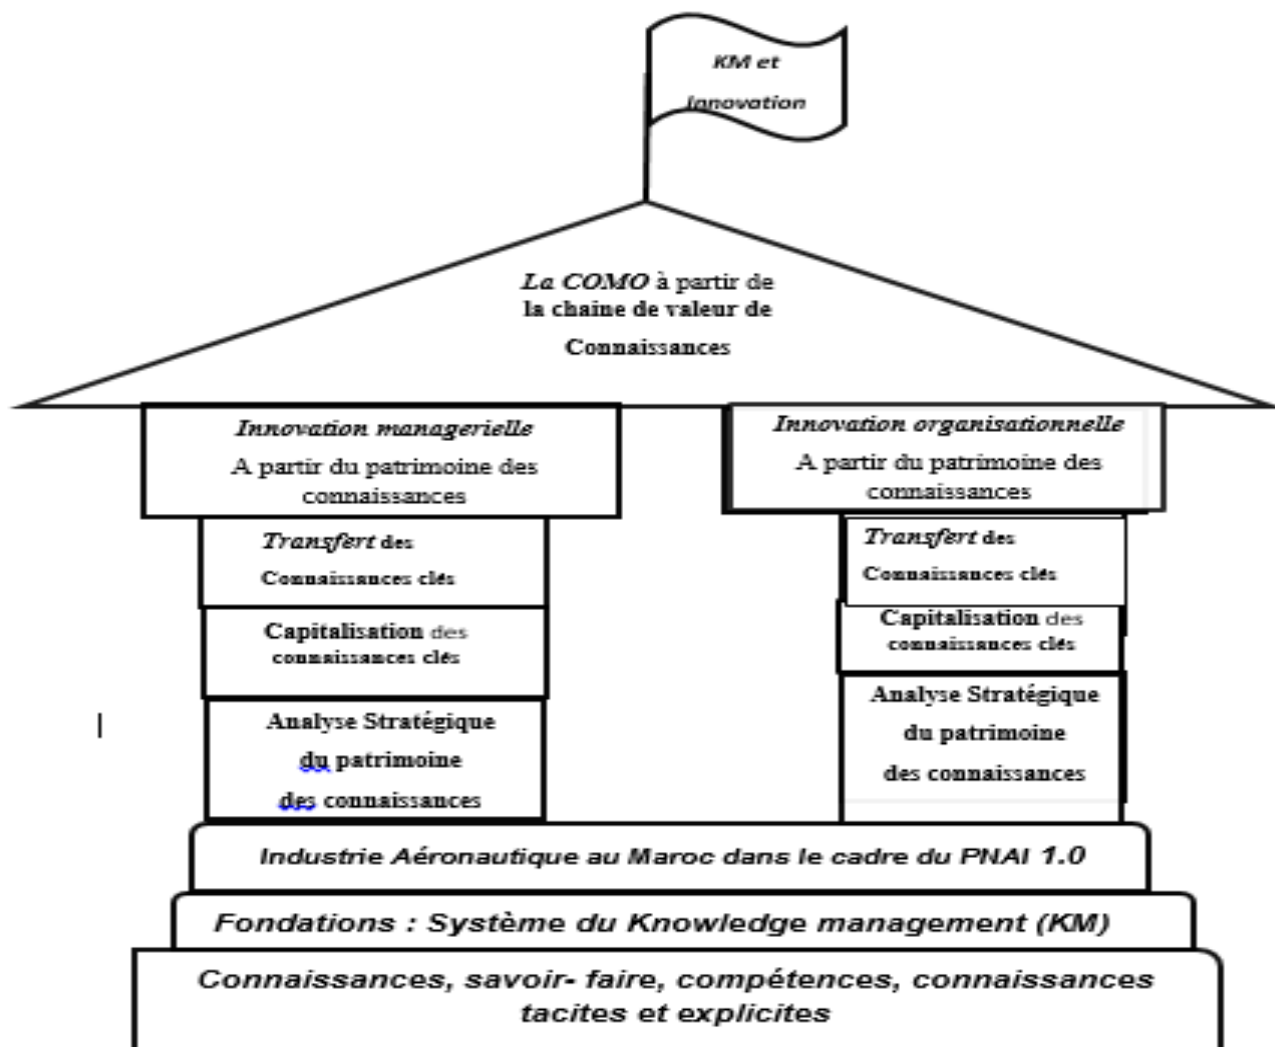 KM et
Innovation
La COMO à partir de
la chaine de valeur de
Connaissances
Innovation managerielle
A partir du patrimoine des
connaissances
Transfert des
Connaissances clés
Capitalisation des
connaissances clés
Analyse Stratégique
du patrimoine
des connaissances
Innovation organisationnelle
A partir du patrimoine des
connaissances
Transfert des
Connaissances clés
Capitalisation des
connaissances clés
Analyse Stratégique
du patrimoine
des connaissances
Industrie Aéronautique au Maroc dans le cadre du PNAI 1.0
Fondations : Système du Knowledge management (KM)
Connaissances, savoir- faire, compétences, connaissances
tacites et explicites